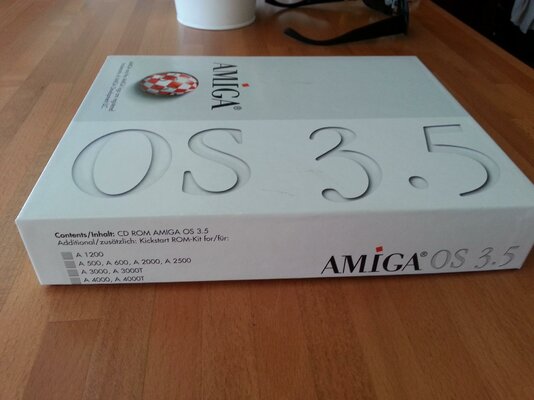 AMIGA®
OS 3.5
Contents/Inhalt: CD ROM AMIGA OS 3.5
Additional/zusätzlich: Kickstart ROM-Kit for/für:
A 1200
A 500, A 600, A 2000, A 2500
A 3000, A 3000T
A 4000, A 4000T
AMIGA® OS 3.5